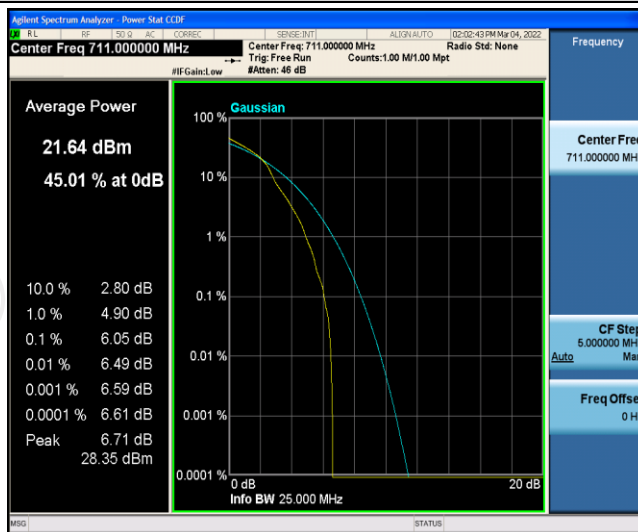 Agilent Spectrum Analyzer - Power Stat CCDF
RL RF 50 Ω AC CORREC SENSE:INT ALIGN AUTO 02:02:43 PM Mar 04, 2022
Center Freq 711.000000 MHz
Center Freq: 711.000000 MHz Radio Std: None
Trig: Free Run Counts:1.00 M/1.00 Mpt
#IFGain:Low #Atten: 46 dB
Frequency
Average Power
21.64 dBm
45.01 % at 0dB
10.0 % 2.80 dB
1.0 % 4.90 dB
0.1 % 6.05 dB
0.01 % 6.49 dB
0.001 % 6.59 dB
0.0001 % 6.61 dB
Peak 6.71 dB
28.35 dBm
Gaussian
100 %
10 %
1 %
0.1 %
0.01 %
0.001 %
0.0001 %
0 dB 20 dB
Info BW 25.000 MHz
Center Fre
711.000000 MH
CF Step
5.000000 MH
Auto Ma
Freq Offse
0 H
MSG STATUS